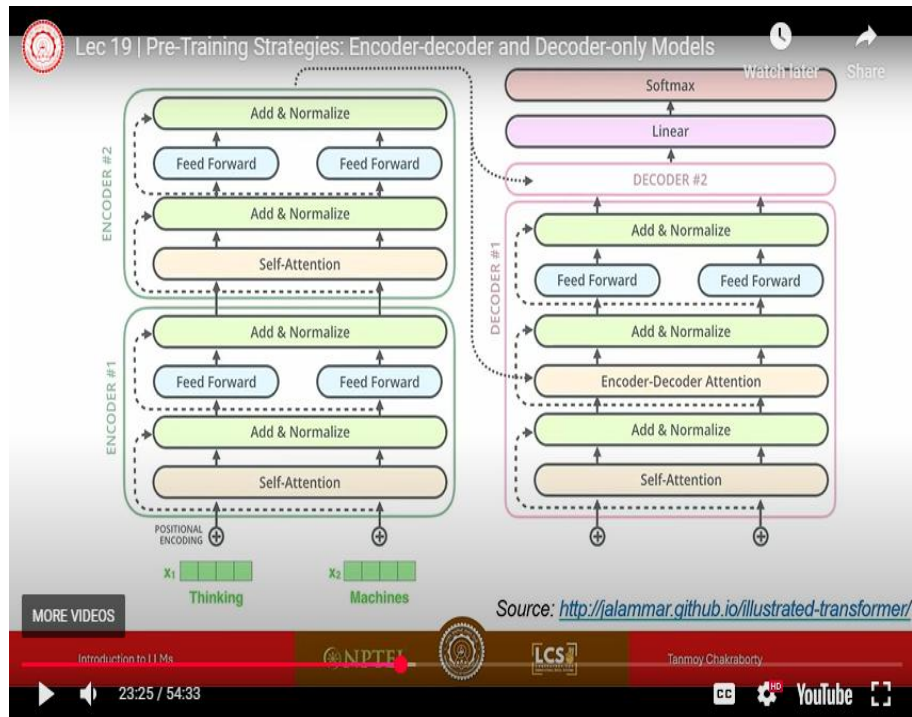 Lec 19 | Pre-Training Strategies: Encoder-decoder and Decoder-only Models
Watch later
Share
ENCODER #2
Add & Normalize
Feed Forward
Feed Forward
Add & Normalize
Self-Attention
ENCODER #1
Add & Normalize
Feed Forward
Feed Forward
Add & Normalize
Self-Attention
POSITIONAL
ENCODING
x1
x2
Thinking
Machines
Softmax
Linear
DECODER #2
DECODER #1
Add & Normalize
Feed Forward
Feed Forward
Add & Normalize
Encoder-Decoder Attention
Add & Normalize
Self-Attention
MORE VIDEOS
Source: http://jalammar.github.io/illustrated-transformer/
Introduction to LLMs
NPTEL
LCS
Tanmoy Chakraborty
23:25 / 54:33
CC
HD
YouTube